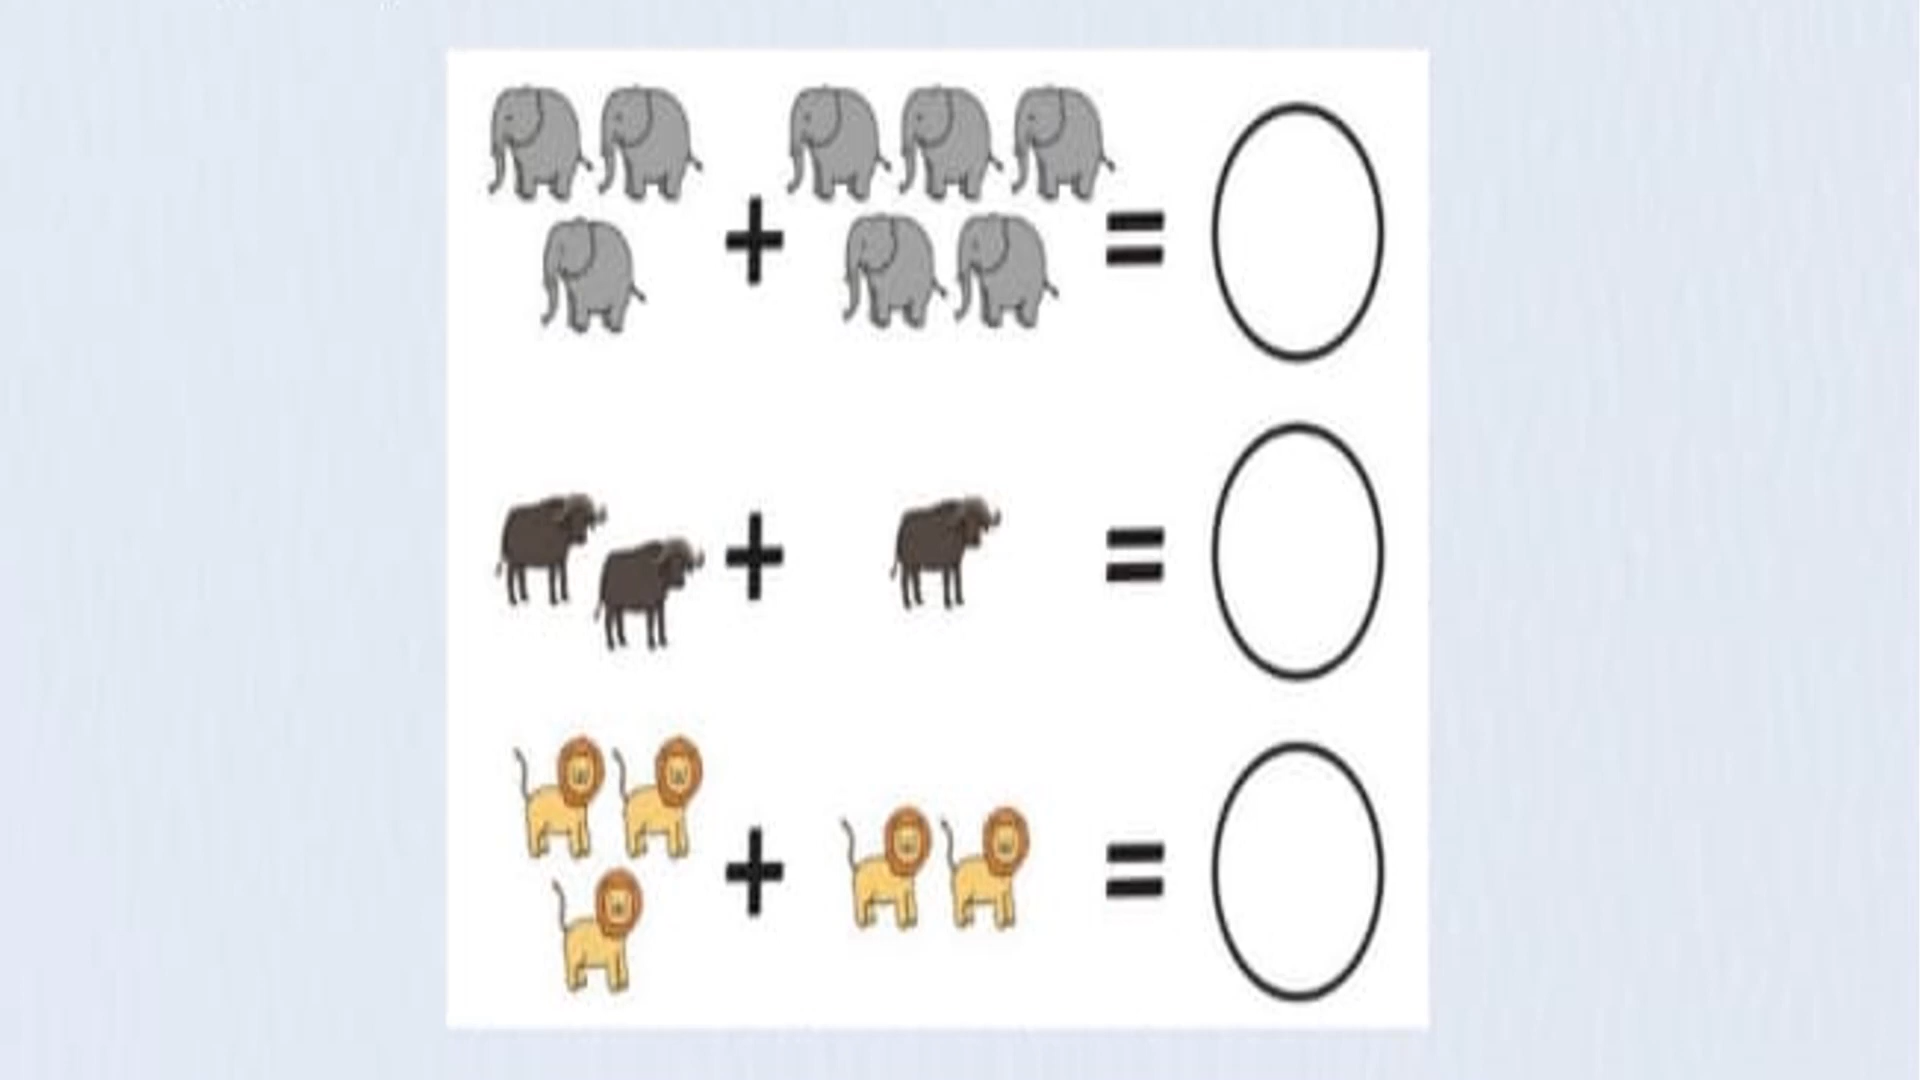 + =
+ =
+ =